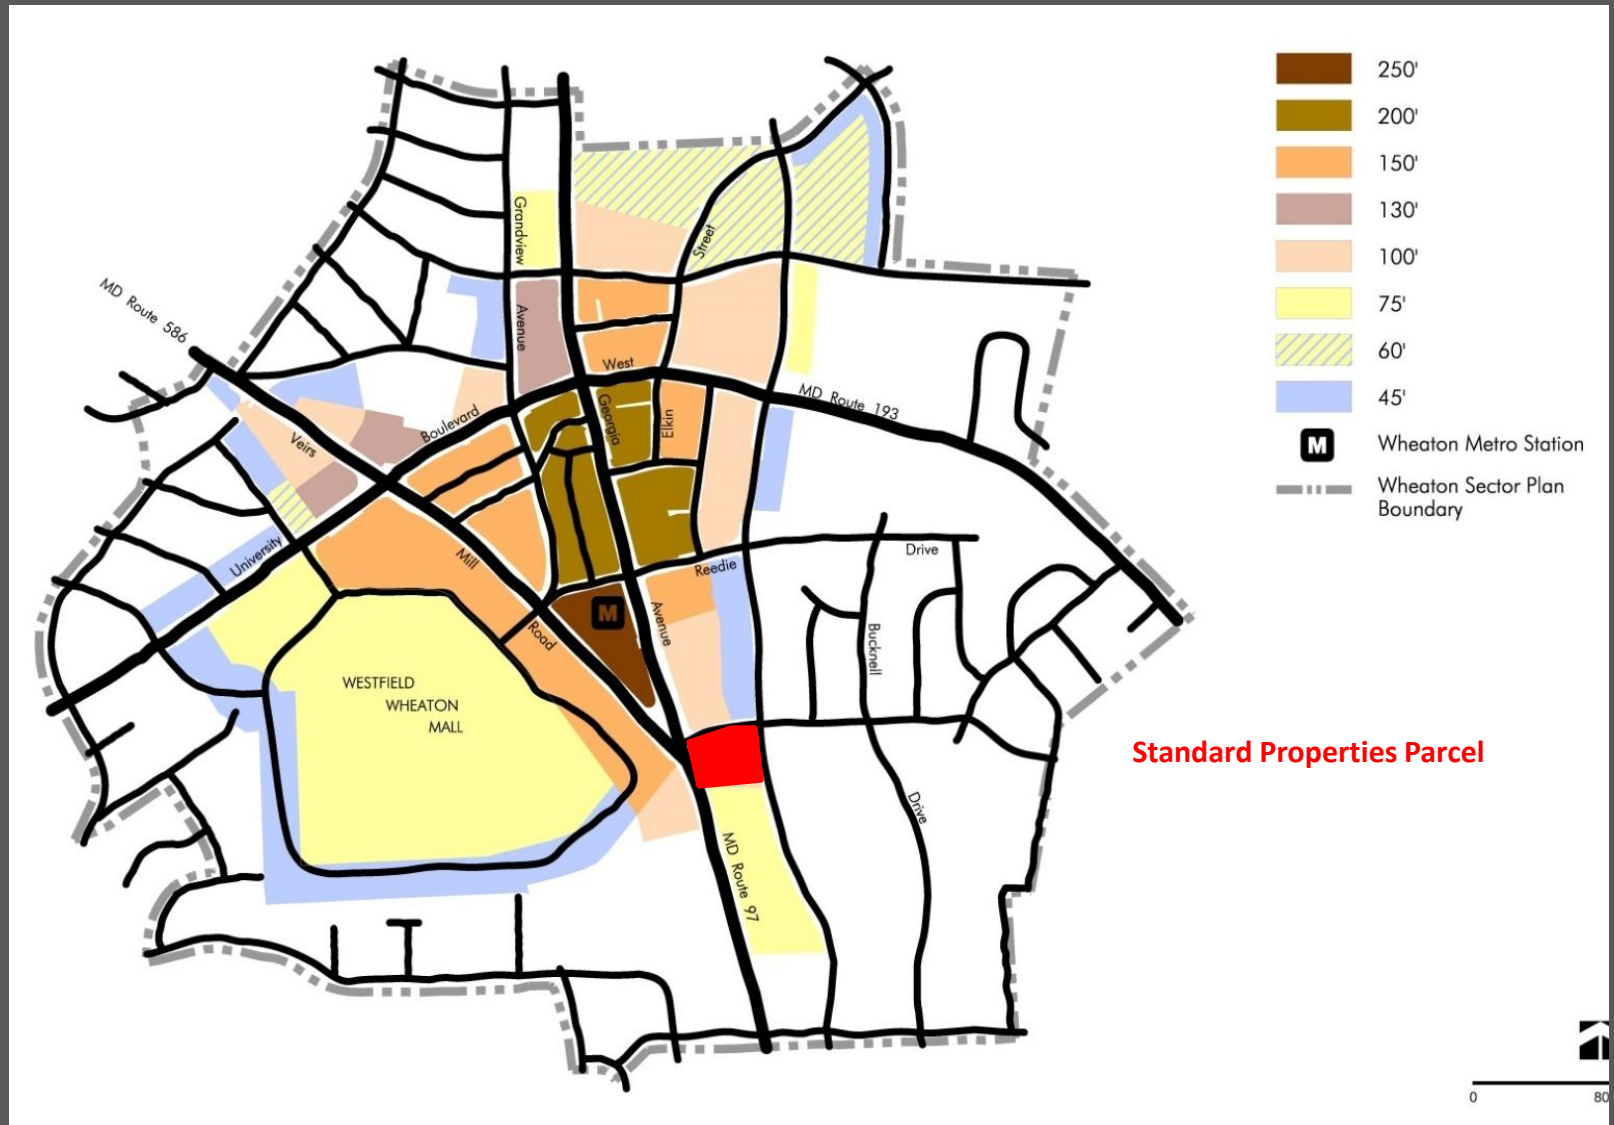 250'
200'
150'
130'
100'
75'
60'
45'
M
Wheaton Metro Station
Wheaton Sector Plan
Boundary
MD Route 586
Grandview
Avenue
Street
West
MD Route 193
Georgia
Elkin
Boulevard
Veirs
University
Mill
Road
Reedie
Drive
M
Avenue
Bucknell
WESTFIELD
WHEATON
MALL
Standard Properties Parcel
Drive
MD Route 97
0
80